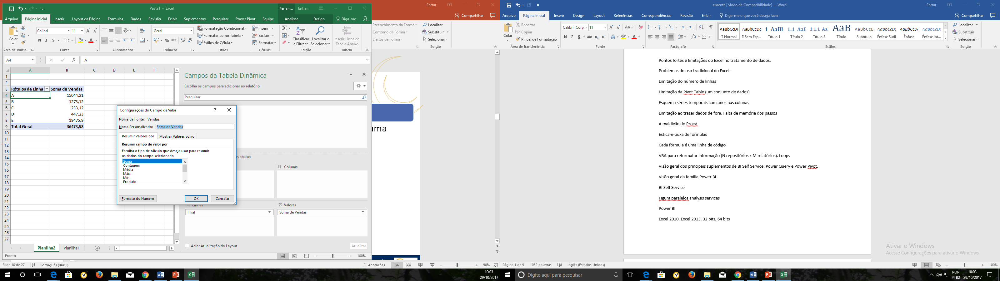 Pasta1 - Excel
Ferram...
Entrar
Arquivo
Página Inicial
Inserir
Layout da Página
Fórmulas
Dados
Revisão
Exibir
Suplementos
Pesquisar
Power Pivot
Equipe
Analisar
Design
Diga-me
Colar
Calibri
11
N I S
Geral
% 000
Formatação Condicional
Formatar como Tabela
Estilos de Célula
Inserir
Excluir
Formatar
Classificar e Filtrar
Localizar e Selecionar
Inserir Linha de Tabela Abaixo
Área de Transf...
Fonte
Alinhamento
Número
Estilos
Células
Edição
Tabela
A4
fx
A
A B C D E F
1
2
3 Rótulos de Linha Soma de Vendas
4 A 15044,21
5 B 1273,12
6 C 233,12
7 D 447,23
8 E 19475,9
9 Total Geral 36473,58
10
11
12
13
14
15
16
17
18
19
20
21
22
23
24
25
26
27
Planilha2
Planilha1
Pronto
100%
Campos da Tabela Dinâmica
Escolha os campos para adicionar ao relatório:
Pesquisar
s abaixo:
Colunas
Linhas
Valores
Filial
Soma de Vendas
Adiar Atualização do Layout
Atualizar
Configurações do Campo de Valor
?
Nome da Fonte: Vendas
Nome Personalizado: Soma de Vendas
Resumir Valores por
Mostrar Valores como
Resumir campo de valor por
Escolha o tipo de cálculo que deseja usar para resumir
os dados do campo selecionado
Soma
Contagem
Média
Máx.
Mín.
Produto
Formato do Número
OK
Cancelar
Entrar
Compartilhar
Preenchimento da Forma
Contorno da Forma
Efeitos de Forma
Localizar
Substituir
Selecionar
Edição
uma
Slide 10 de 27
Português (Brasil)
Anotações
90%
ementa [Modo de Compatibilidade] - Word
Entrar
Arquivo
Página Inicial
Inserir
Design
Layout
Referências
Correspondências
Revisão
Exibir
Diga-me o que você deseja fazer
Compartilhar
Colar
Recortar
Copiar
Pincel de Formatação
Calibri (Corp
11
Aa
N I S abc x₂ x²
AaBbCcDc
AaBbCcDc
1 AaBl
1.1 AaE
1.1.1 Aal
AaB
AaBbCcD
AaBbCcDc
AaBbCcDc
AaBbCcDc
¶ Normal
¶ Sem Esp...
Título 1
Título 2
Título 3
Título
Subtítulo
Ênfase Sutil
Ênfase
Ênfase Int...
Localizar
Substituir
Selecionar
Área de Transferência
Fonte
Parágrafo
Estilos
Edição
Pontos fortes e limitações do Excel no tratamento de dados.
Problemas do uso tradicional do Excel:
Limitação do número de linhas
Limitação da Pivot Table (um conjunto de dados)
Esquema séries temporais com anos nas colunas
Limitação ao trazer dados de fora. Falta de memória dos passos
A maldição do ProcV
Estica-e-puxa de fórmulas
Cada fórmula é uma linha de código
VBA para reformatar informação (N repositórios x M relatórios). Loops
Visão geral dos principais suplementos de BI Self Service: Power Query e Power Pivot.
Visão geral da família Power BI.
BI Self Service
Figura paralelos analysis services
Power BI
Excel 2010, Excel 2013, 32 bits, 64 bits
Ativar o Windows
Acesse Configurações para ativar o Windows.
Página 1 de 9
1032 palavras
Inglês (Estados Unidos)
100%
10:03
29/10/2017
Digite aqui para pesquisar
POR
PTB2
10:03
29/10/2017